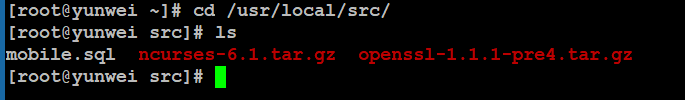 [root@yunwei ~]# cd /usr/local/src/
[root@yunwei src]# ls
mobile.sql  ncurses-6.1.tar.gz  openssl-1.1.1-pre4.tar.gz
[root@yunwei src]#